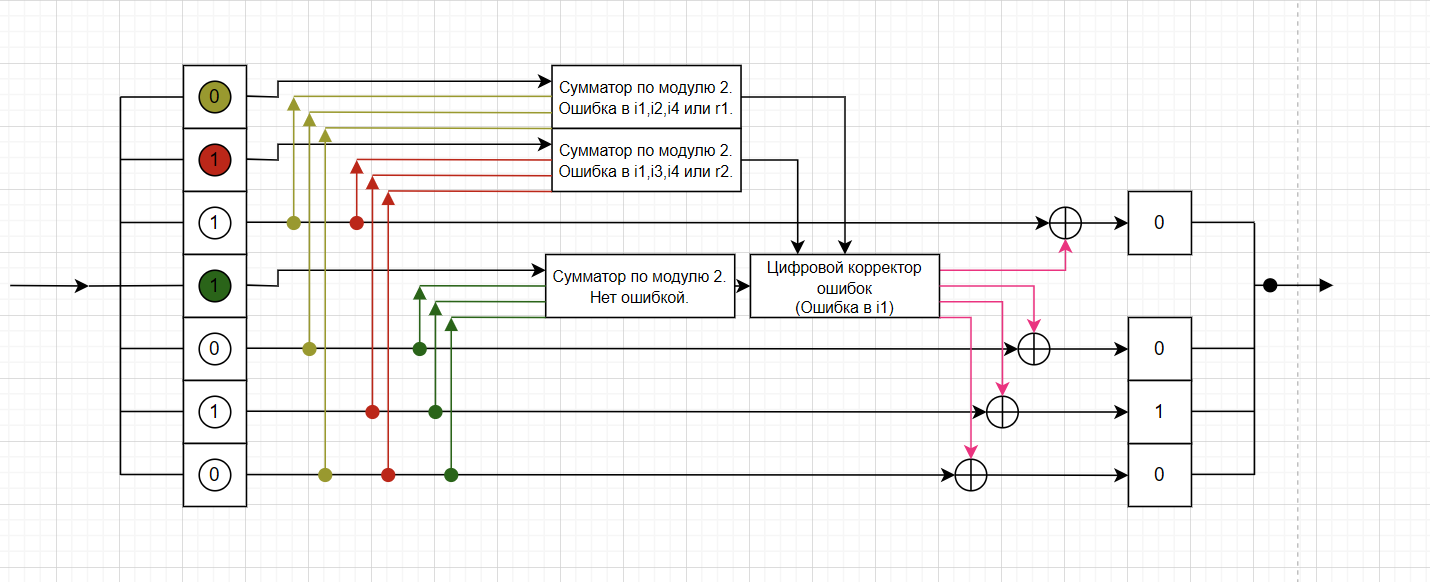 0
Сумматор по модулю 2.
Ошибка в i1,i2,i4 или r1.
1
Сумматор по модулю 2.
Ошибка в i1,i3,i4 или r2.
1
0
1
Сумматор по модулю 2.
Нет ошибкой.
Цифровой корректор
ошибок
(Ошибка в i1)
0
0
1
1
0
0